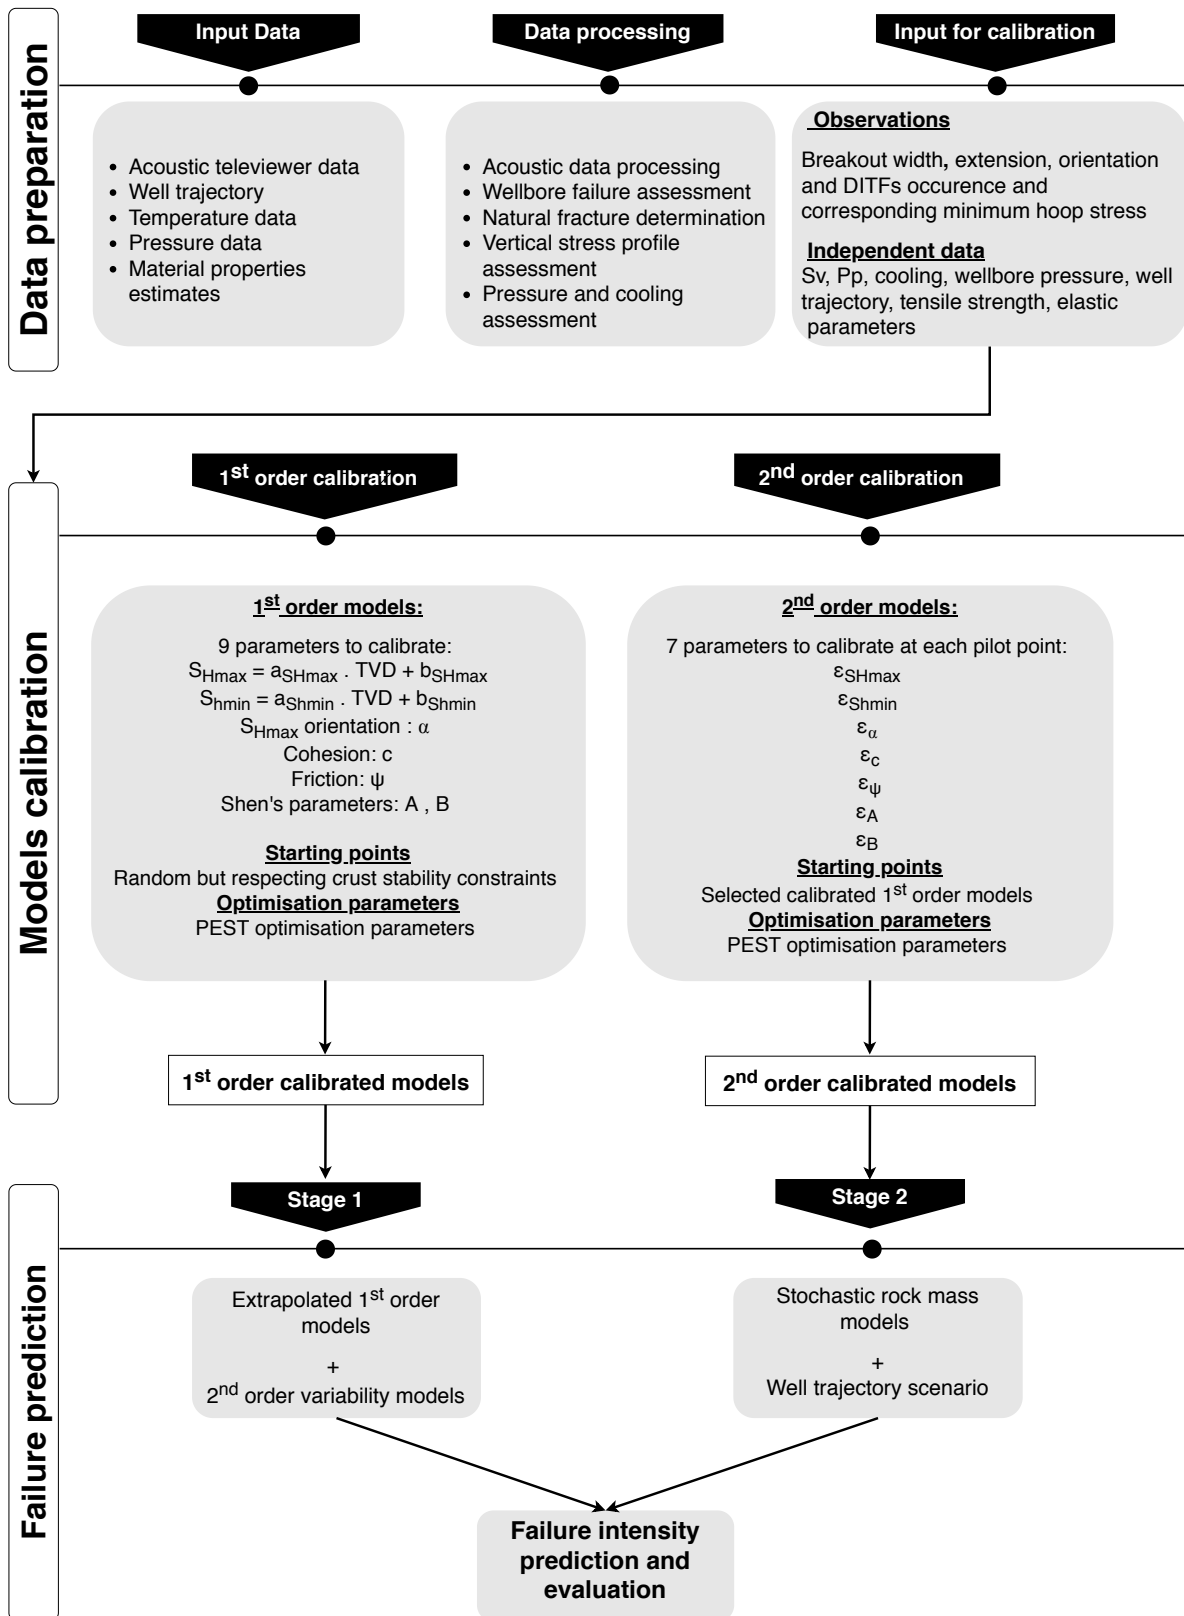 Data preparation
Input Data
Data processing
Input for calibration
• Acoustic televiewer data
• Well trajectory
• Temperature data
• Pressure data
• Material properties
estimates
• Acoustic data processing
• Wellbore failure assessment
• Natural fracture determination
• Vertical stress profile
assessment
• Pressure and cooling
assessment
Observations
Breakout width, extension, orientation
and DITFs occurence and
corresponding minimum hoop stress
Independent data
Sv, Pp, cooling, wellbore pressure, well
trajectory, tensile strength, elastic
parameters
Models calibration
1st order calibration
2nd order calibration
1st order models:
9 parameters to calibrate:
SHmax = aSHmax . TVD + bSHmax
Shmin = aShmin . TVD + bShmin
SHmax orientation : α
Cohesion: c
Friction: ψ
Shen's parameters: A , B
Starting points
Random but respecting crust stability constraints
Optimisation parameters
PEST optimisation parameters
2nd order models:
7 parameters to calibrate at each pilot point:
εSHmax
εShmin
εα
εc
εψ
εA
εB
Starting points
Selected calibrated 1st order models
Optimisation parameters
PEST optimisation parameters
1st order calibrated models
2nd order calibrated models
Failure prediction
Stage 1
Stage 2
Extrapolated 1st order
models
+
2nd order variability models
Stochastic rock mass
models
+
Well trajectory scenario
Failure intensity
prediction and
evaluation